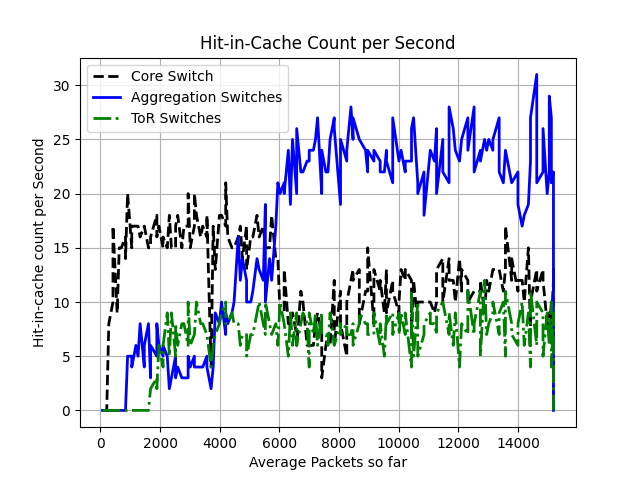 Hit-in-Cache Count per Second
Core Switch
Aggregation Switches
ToR Switches
Hit-in-cache count per Second
30
25
20
15
10
5
0
0 2000 4000 6000 8000 10000 12000 14000
Average Packets so far